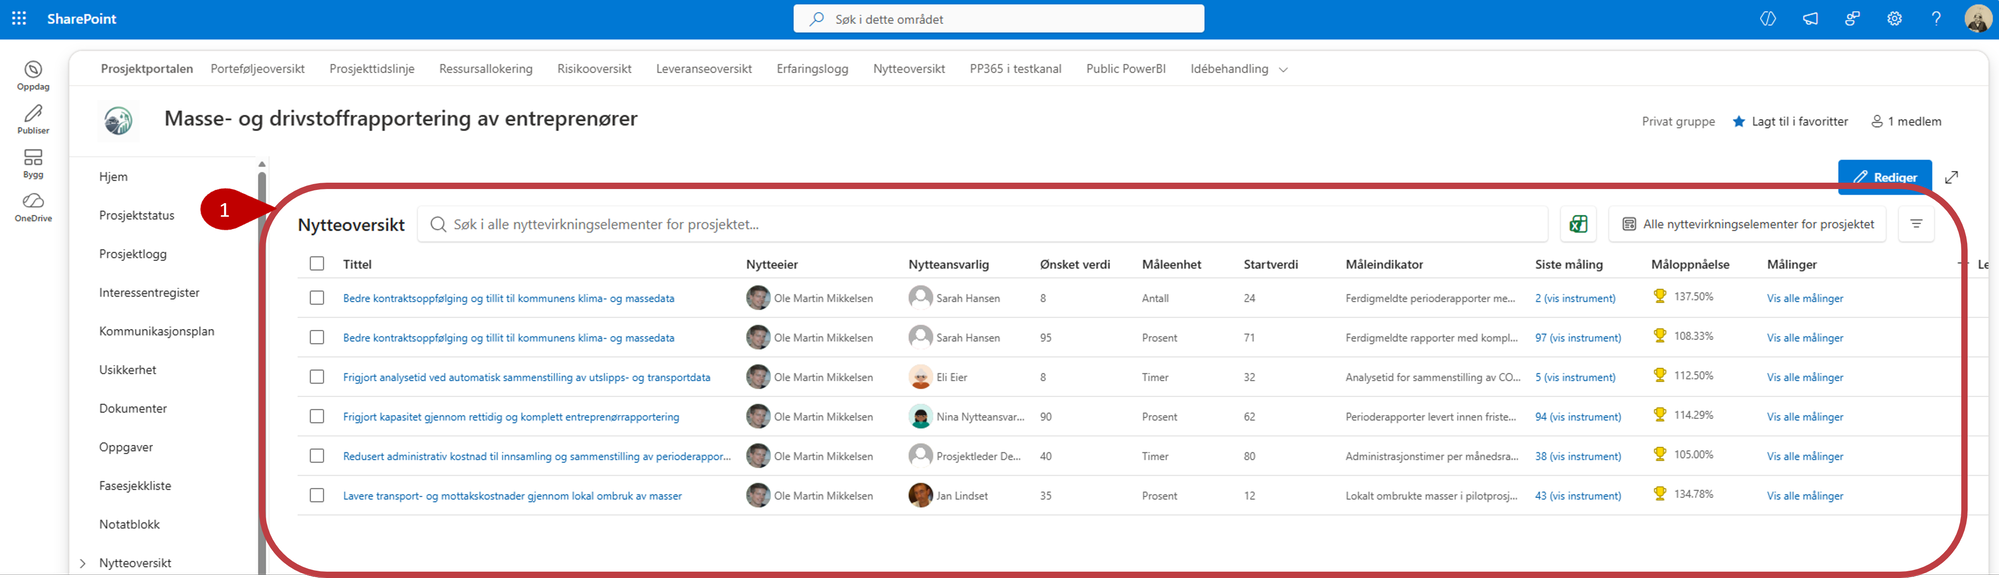 SharePoint
Søk i dette området
Oppdag
Publiser
Bygg
OneDrive
Prosjektportalen Porteføljeoversikt Prosjekttidslinje Ressursallokering Risikooversikt Leveranseoversikt Erfaringslogg Nytteoversikt PP365 i testkanal Public PowerBI Idébehandling
Masse- og drivstoffrapportering av entreprenører
Privat gruppe Lagt til i favoritter 1 medlem
Hjem
Prosjektstatus
Prosjektlogg
Interessentregister
Kommunikasjonsplan
Usikkerhet
Dokumenter
Oppgaver
Fasesjekkliste
Notatblokk
Nytteoversikt
Rediger
1
Nytteoversikt Søk i alle nyttevirkningselementer for prosjektet... Alle nyttevirkningselementer for prosjektet
Tittel Nytteeier Nytteansvarlig Ønsket verdi Måleenhet Startverdi Måleindikator Siste måling Måloppnåelse Målinger Le
Bedre kontraktsoppfølging og tillit til kommunens klima- og massedata Ole Martin Mikkelsen Sarah Hansen 8 Antall 24 Ferdigmeldte perioderapporter me... 2 (vis instrument) 137.50% Vis alle målinger
Bedre kontraktsoppfølging og tillit til kommunens klima- og massedata Ole Martin Mikkelsen Sarah Hansen 95 Prosent 71 Ferdigmeldte rapporter med kompl... 97 (vis instrument) 108.33% Vis alle målinger
Frigjort analysetid ved automatisk sammenstilling av utslipps- og transportdata Ole Martin Mikkelsen Eli Eier 8 Timer 32 Analysetid for sammenstilling av CO... 5 (vis instrument) 112.50% Vis alle målinger
Frigjort kapasitet gjennom rettidig og komplett entreprenørrapportering Ole Martin Mikkelsen Nina Nytteansvar... 90 Prosent 62 Perioderapporter levert innen friste... 94 (vis instrument) 114.29% Vis alle målinger
Redusert administrativ kostnad til innsamling og sammenstilling av perioderappor... Ole Martin Mikkelsen Prosjektleder De... 40 Timer 80 Administrasjonstimer per månedsra... 38 (vis instrument) 105.00% Vis alle målinger
Lavere transport- og mottakskostnader gjennom lokal ombruk av masser Ole Martin Mikkelsen Jan Lindset 35 Prosent 12 Lokalt ombrukte masser i pilotprosj... 43 (vis instrument) 134.78% Vis alle målinger